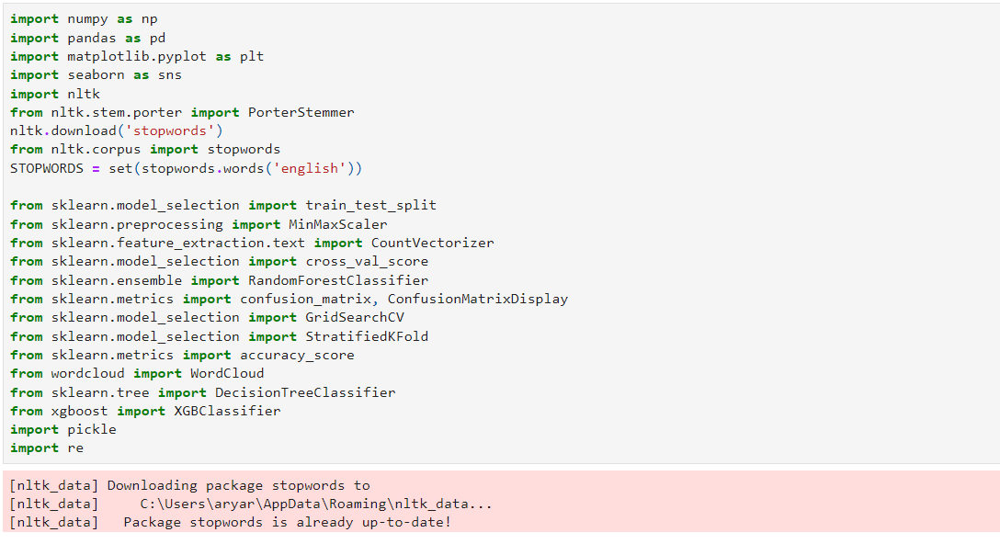 import numpy as np
import pandas as pd
import matplotlib.pyplot as plt
import seaborn as sns
import nltk
from nltk.stem.porter import PorterStemmer
nltk.download('stopwords')
from nltk.corpus import stopwords
STOPWORDS = set(stopwords.words('english'))

from sklearn.model_selection import train_test_split
from sklearn.preprocessing import MinMaxScaler
from sklearn.feature_extraction.text import CountVectorizer
from sklearn.model_selection import cross_val_score
from sklearn.ensemble import RandomForestClassifier
from sklearn.metrics import confusion_matrix, ConfusionMatrixDisplay
from sklearn.model_selection import GridSearchCV
from sklearn.model_selection import StratifiedKFold
from sklearn.metrics import accuracy_score
from wordcloud import WordCloud
from sklearn.tree import DecisionTreeClassifier
from xgboost import XGBClassifier
import pickle
import re

[nltk_data] Downloading package stopwords to
[nltk_data]     C:\Users\aryar\AppData\Roaming\nltk_data...
[nltk_data]   Package stopwords is already up-to-date!